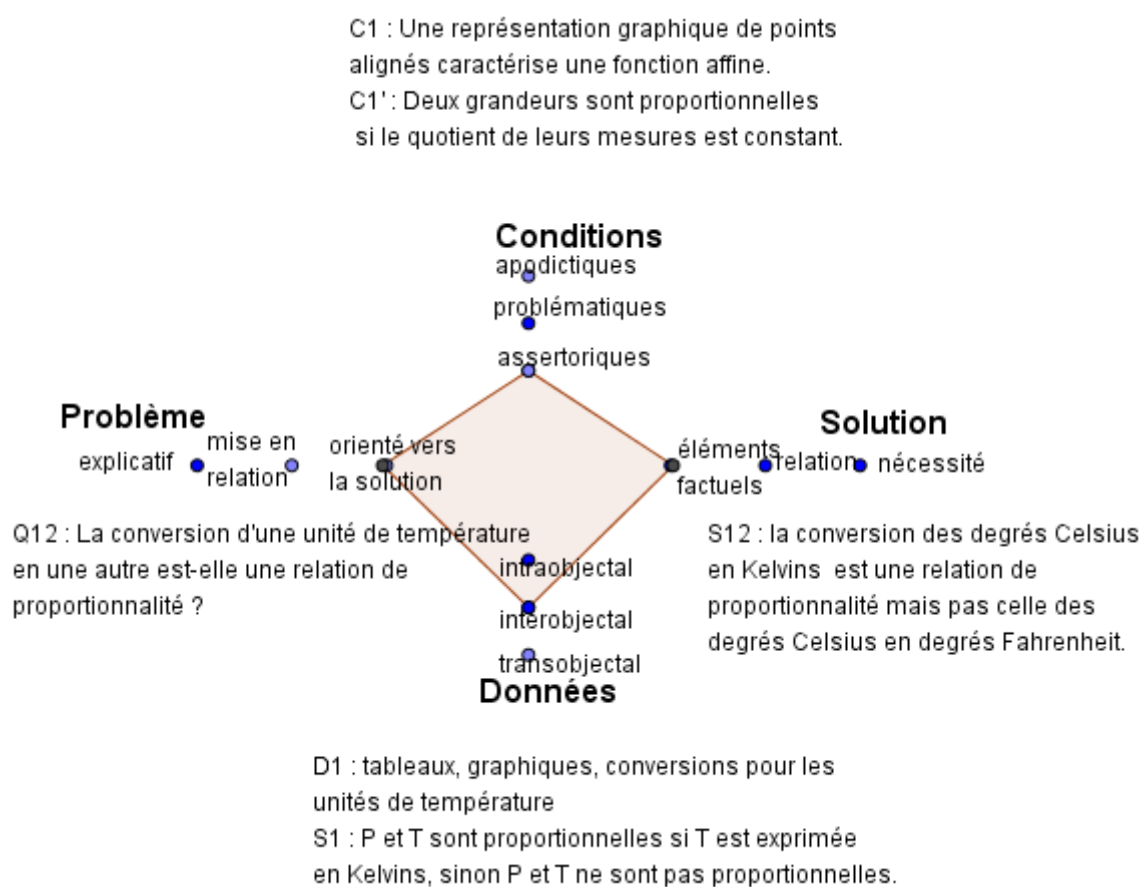 C1 : Une représentation graphique de points
alignés caractérise une fonction affine.
C1' : Deux grandeurs sont proportionnelles
si le quotient de leurs mesures est constant.
Conditions
apodictiques
problématiques
assertoriques
Problème
explicatif
mise en
relation
orienté vers
la solution
Solution
éléments
factuels
relation
nécessité
Q12 : La conversion d'une unité de température
en une autre est-elle une relation de
proportionnalité ?
S12 : la conversion des degrés Celsius
en Kelvins est une relation de
proportionnalité mais pas celle des
degrés Celsius en degrés Fahrenheit.
intraobjectal
interobjectal
transobjectal
Données
D1 : tableaux, graphiques, conversions pour les
unités de température
S1 : P et T sont proportionnelles si T est exprimée
en Kelvins, sinon P et T ne sont pas proportionnelles.